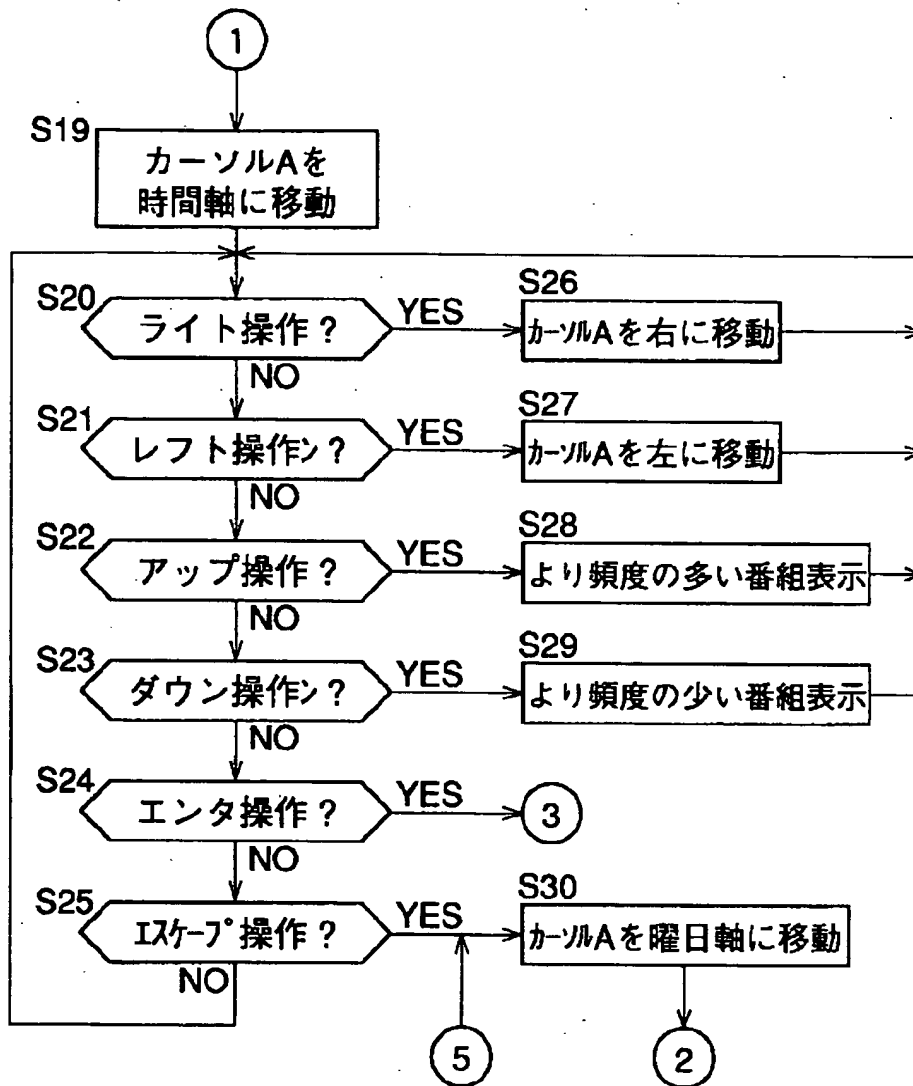 1
S19
カーソルAを
時間軸に移動
S20
ライト操作?
YES
S26
カーソルAを右に移動
NO
S21
レフト操作ン?
YES
S27
カーソルAを左に移動
NO
S22
アップ操作?
YES
S28
より頻度の多い番組表示
NO
S23
ダウン操作ン?
YES
S29
より頻度の少い番組表示
NO
S24
エンタ操作?
YES
3
NO
S25
エスケープ操作?
YES
S30
カーソルAを曜日軸に移動
NO
5
2